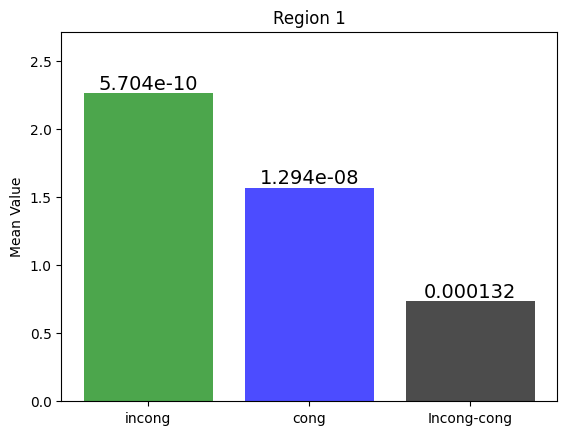 Region 1
Mean Value
2.5
2.0
1.5
1.0
0.5
0.0
5.704e-10
1.294e-08
0.000132
incong
cong
Incong-cong